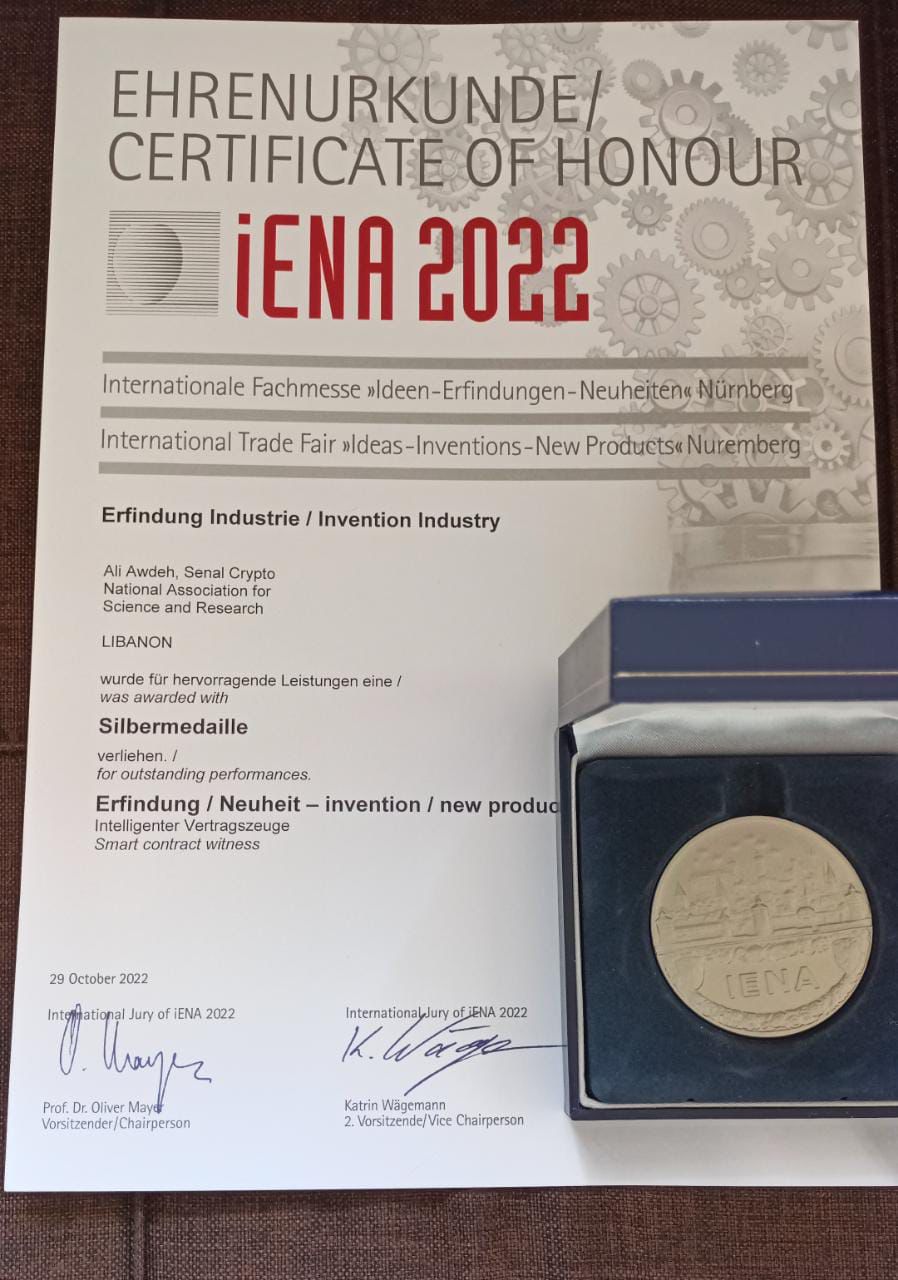 EHRENURKUNDE/
CERTIFICATE OF HONOUR
iENA 2022
Internationale Fachmesse »Ideen-Erfindungen-Neuheiten« Nürnberg
International Trade Fair »Ideas-Inventions-New Products« Nuremberg
Erfindung Industrie / Invention Industry
Ali Awdeh, Senal Crypto
National Association for
Science and Research
LIBANON
wurde für hervorragende Leistungen eine /
was awarded with
Silbermedaille
verliehen. /
for outstanding performances.
Erfindung / Neuheit – invention / new produc
Intelligenter Vertragszeuge
Smart contract witness
29 October 2022
International Jury of iENA 2022
O. Mayer
Prof. Dr. Oliver Mayer
Vorsitzender/Chairperson
International Jury of iENA 2022
K. Wägemann
Katrin Wägemann
2. Vorsitzende/Vice Chairperson
IENA